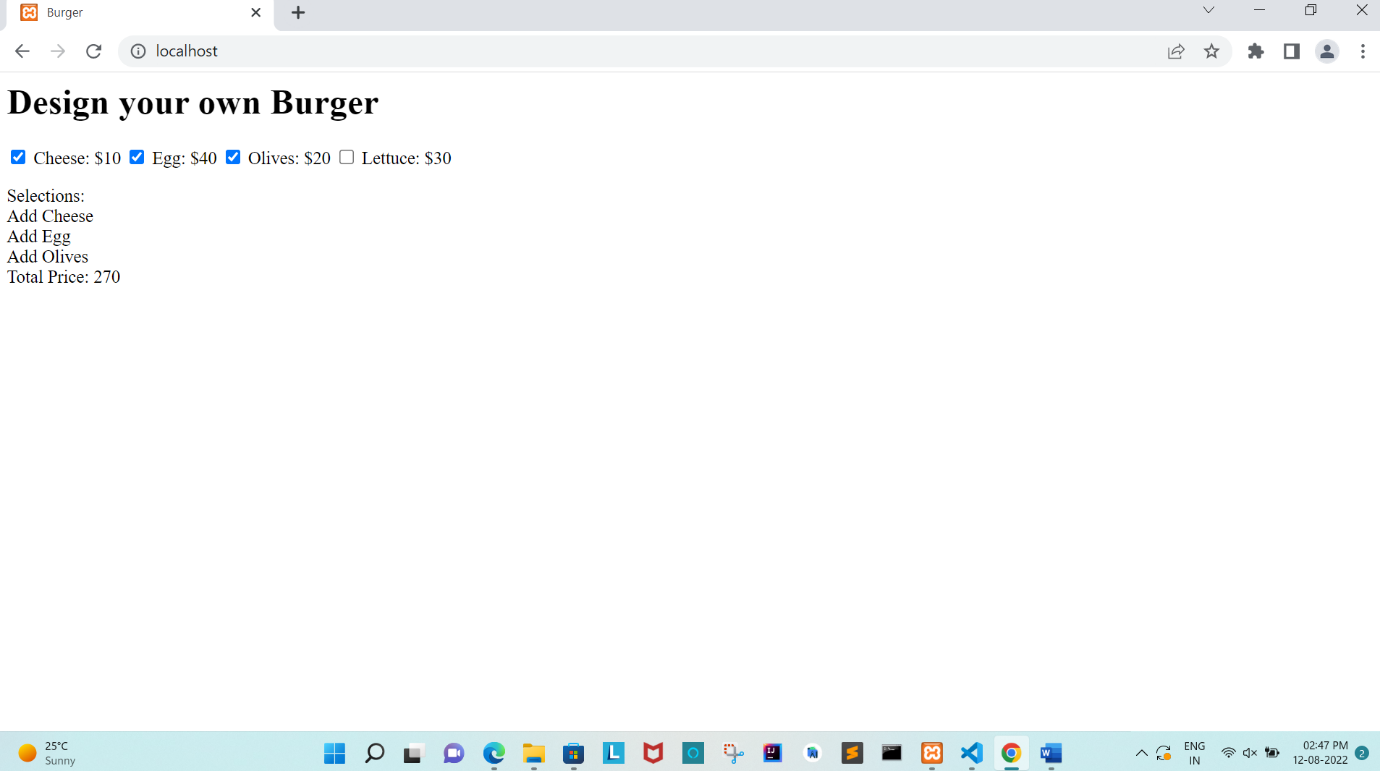 Burger
localhost
Design your own Burger
Cheese: $10 Egg: $40 Olives: $20 Lettuce: $30
Selections:
Add Cheese
Add Egg
Add Olives
Total Price: 270
25°C
Sunny
ENG
IN
02:47 PM
12-08-2022
2